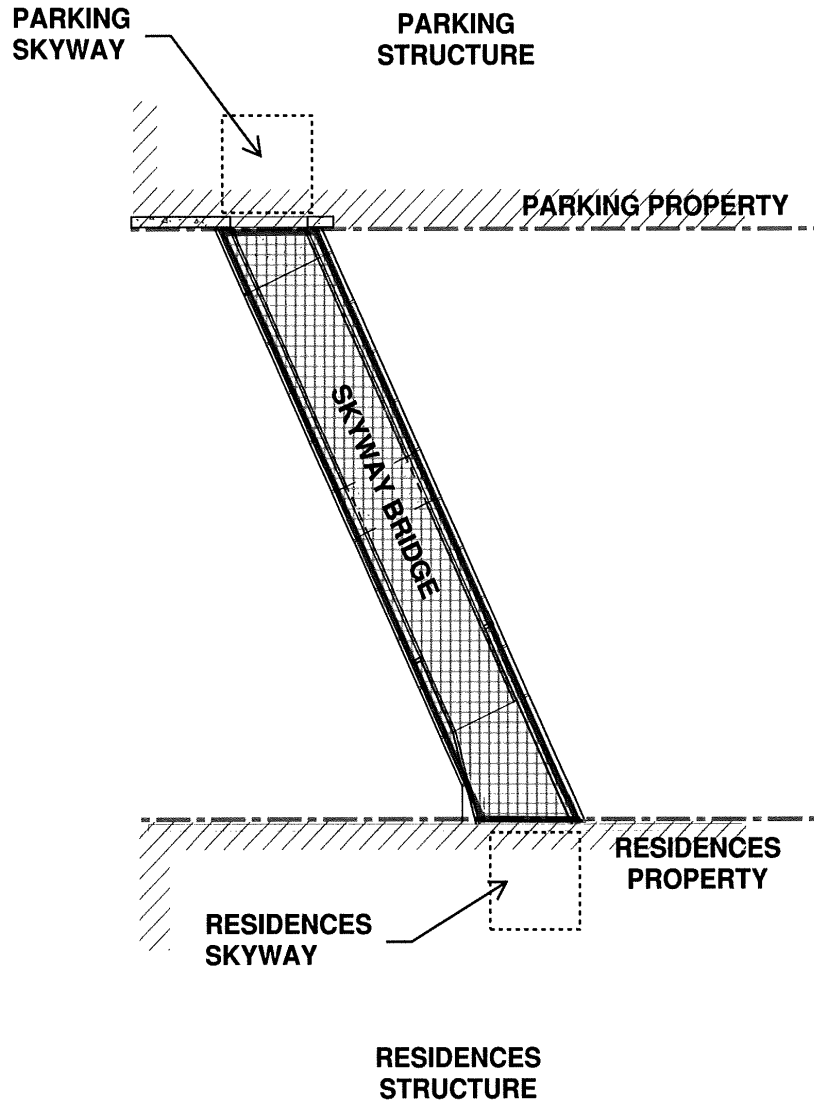 PARKING
SKYWAY
PARKING
STRUCTURE
PARKING PROPERTY
SKYWAY BRIDGE
RESIDENCES
PROPERTY
RESIDENCES
SKYWAY
RESIDENCES
STRUCTURE